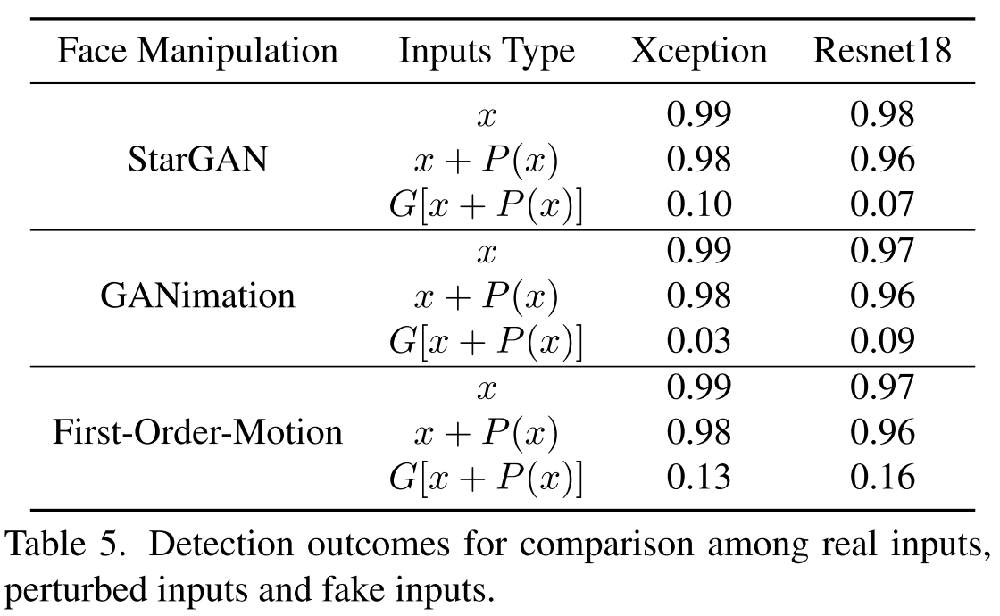 Face Manipulation Inputs Type Xception Resnet18
x 0.99 0.98
StarGAN x + P(x) 0.98 0.96
G[x + P(x)] 0.10 0.07
x 0.99 0.97
GANimation x + P(x) 0.98 0.96
G[x + P(x)] 0.03 0.09
x 0.99 0.97
First-Order-Motion x + P(x) 0.98 0.96
G[x + P(x)] 0.13 0.16
Table 5. Detection outcomes for comparison among real inputs,
perturbed inputs and fake inputs.